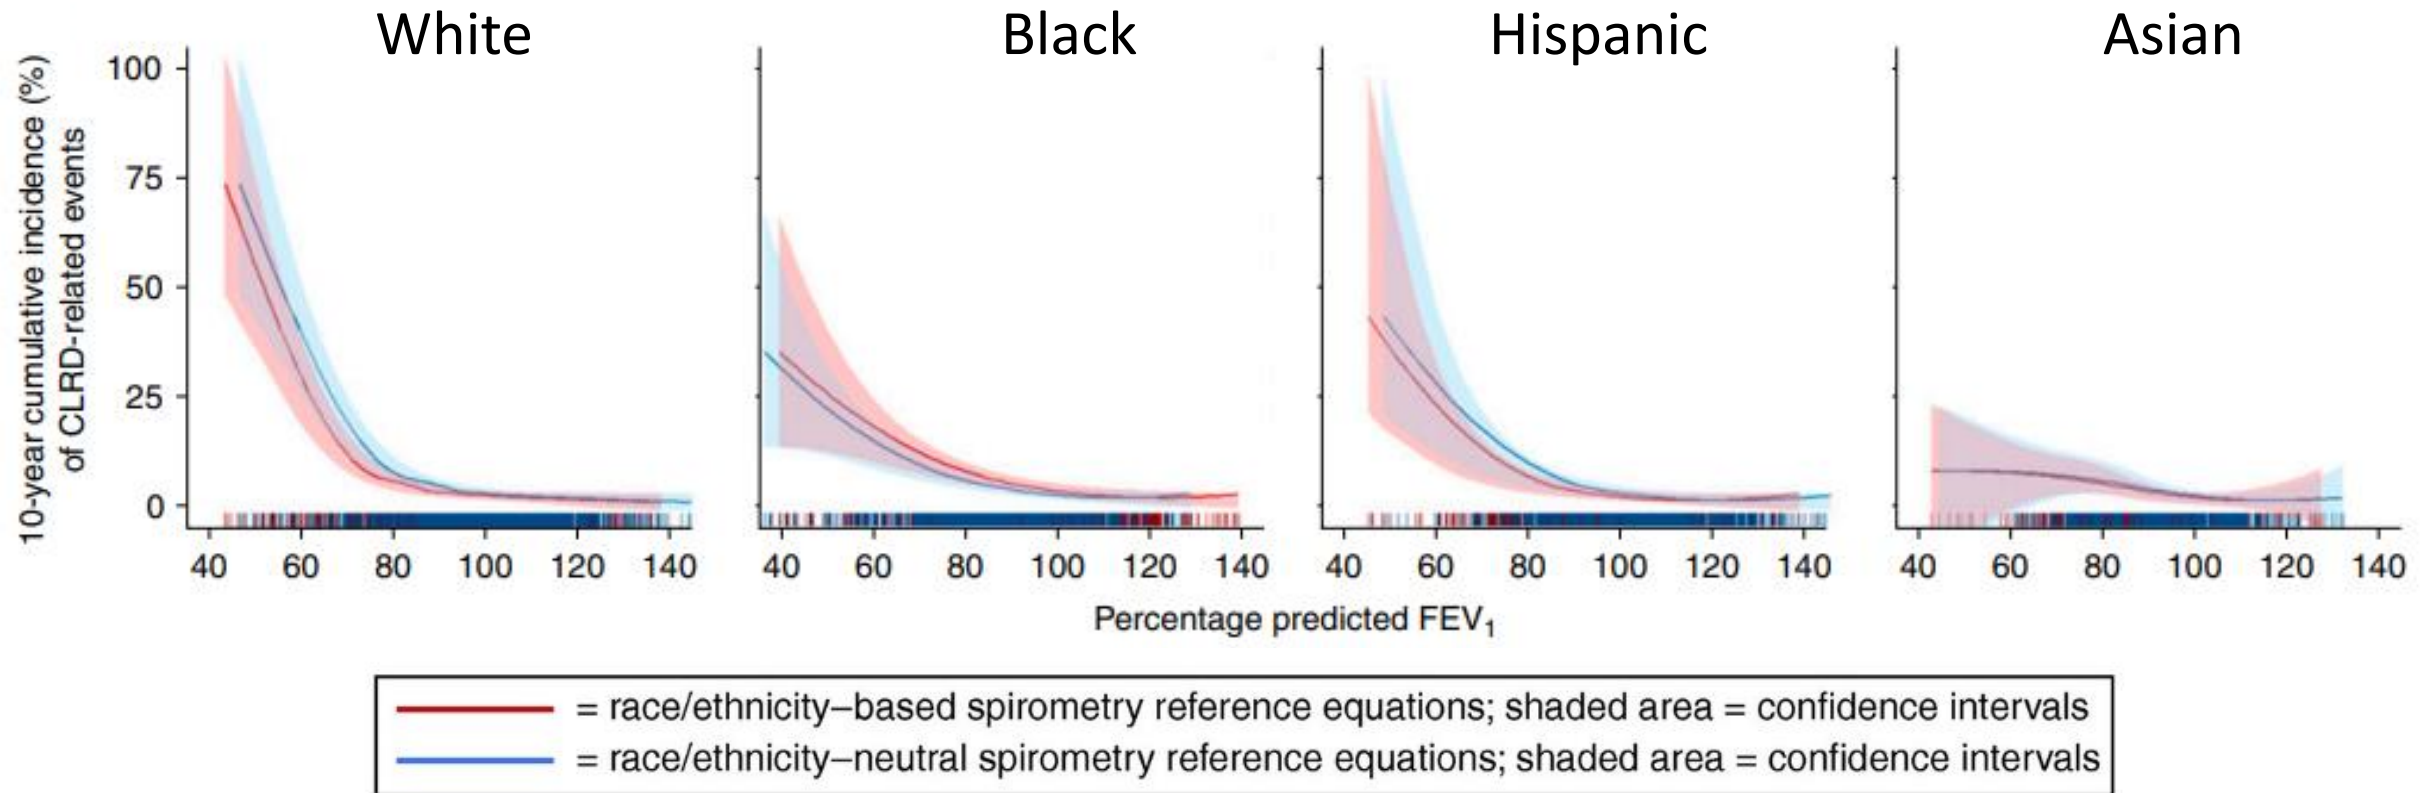 White Black Hispanic Asian
10-year cumulative incidence (%)
of CLRD-related events
100
75
50
25
0
40 60 80 100 120 140 40 60 80 100 120 140 40 60 80 100 120 140 40 60 80 100 120 140
Percentage predicted FEV₁
= race/ethnicity–based spirometry reference equations; shaded area = confidence intervals
= race/ethnicity–neutral spirometry reference equations; shaded area = confidence intervals